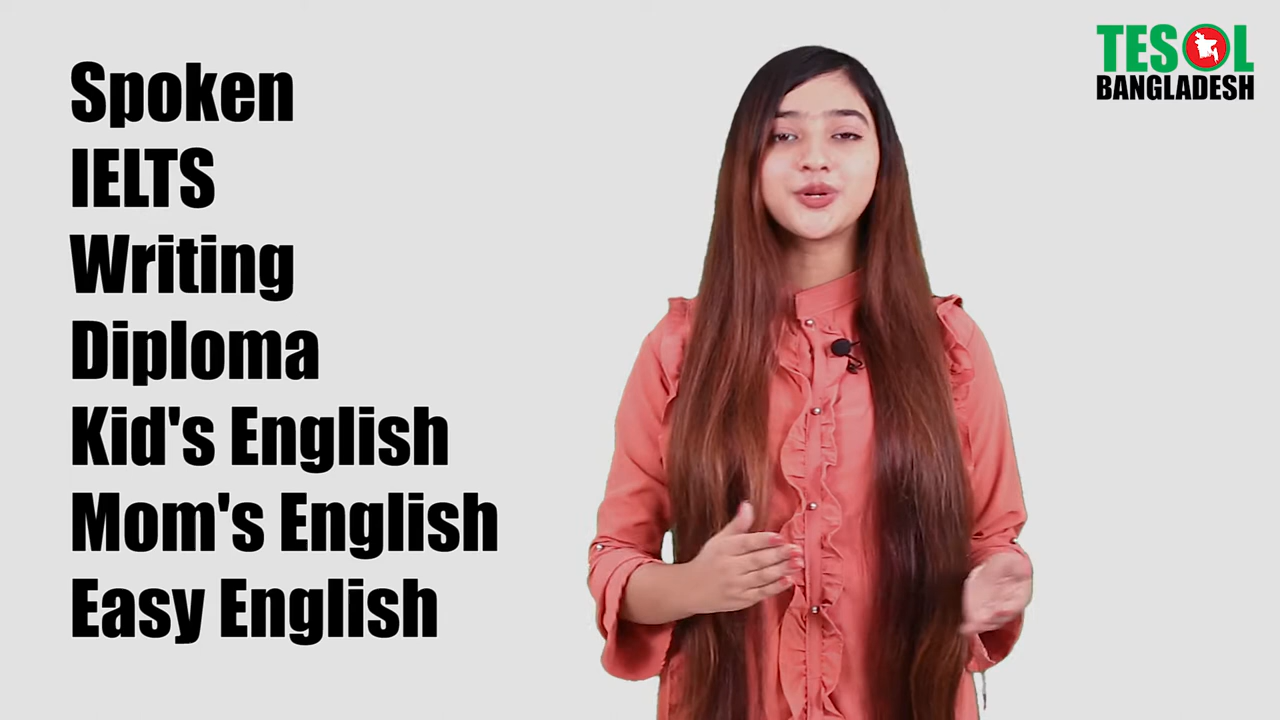 Spoken
IELTS
Writing
Diploma
Kid's English
Mom's English
Easy English
TESOL
BANGLADESH